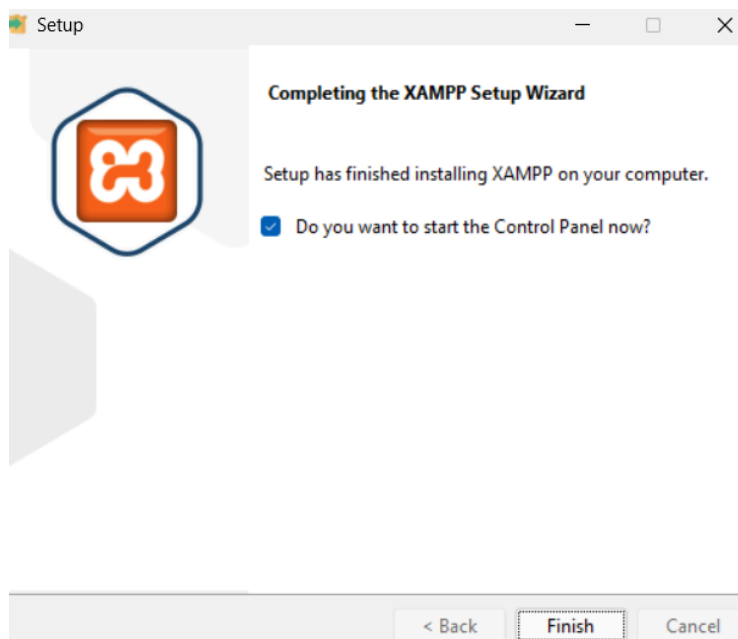 Setup
Completing the XAMPP Setup Wizard
Setup has finished installing XAMPP on your computer.
Do you want to start the Control Panel now?
< Back
Finish
Cancel